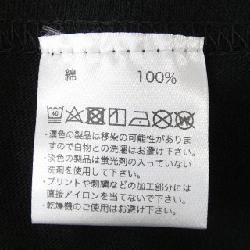 綿 100%
40
・濃色の製品は移染の可能性がありま
すので白物との洗濯はお避け下さい。
・淡色の製品は蛍光剤の入っていない
洗剤を使用して下さい。
・プリントや刺繍などの加工部分には
直接アイロンを当てないで下さい。
・乾燥機のご使用はお避け下さい。